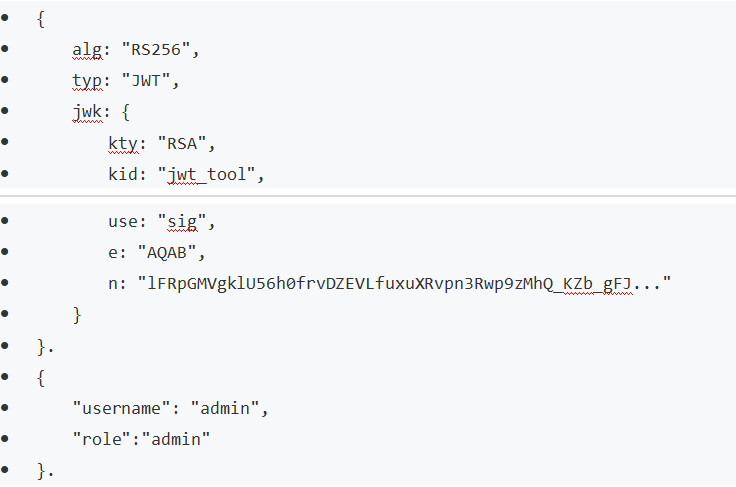 • {
•     alg: "RS256",
•     typ: "JWT",
•     jwk: {
•         kty: "RSA",
•         kid: "jwt_tool",
•         use: "sig",
•         e: "AQAB",
•         n: "lFRpGMVgklU56h0frvDZEVLfuxuXRvpn3Rwp9zMhQ_KZb_gFJ..."
•     }
• }.
• {
•     "username": "admin",
•     "role":"admin"
• }.